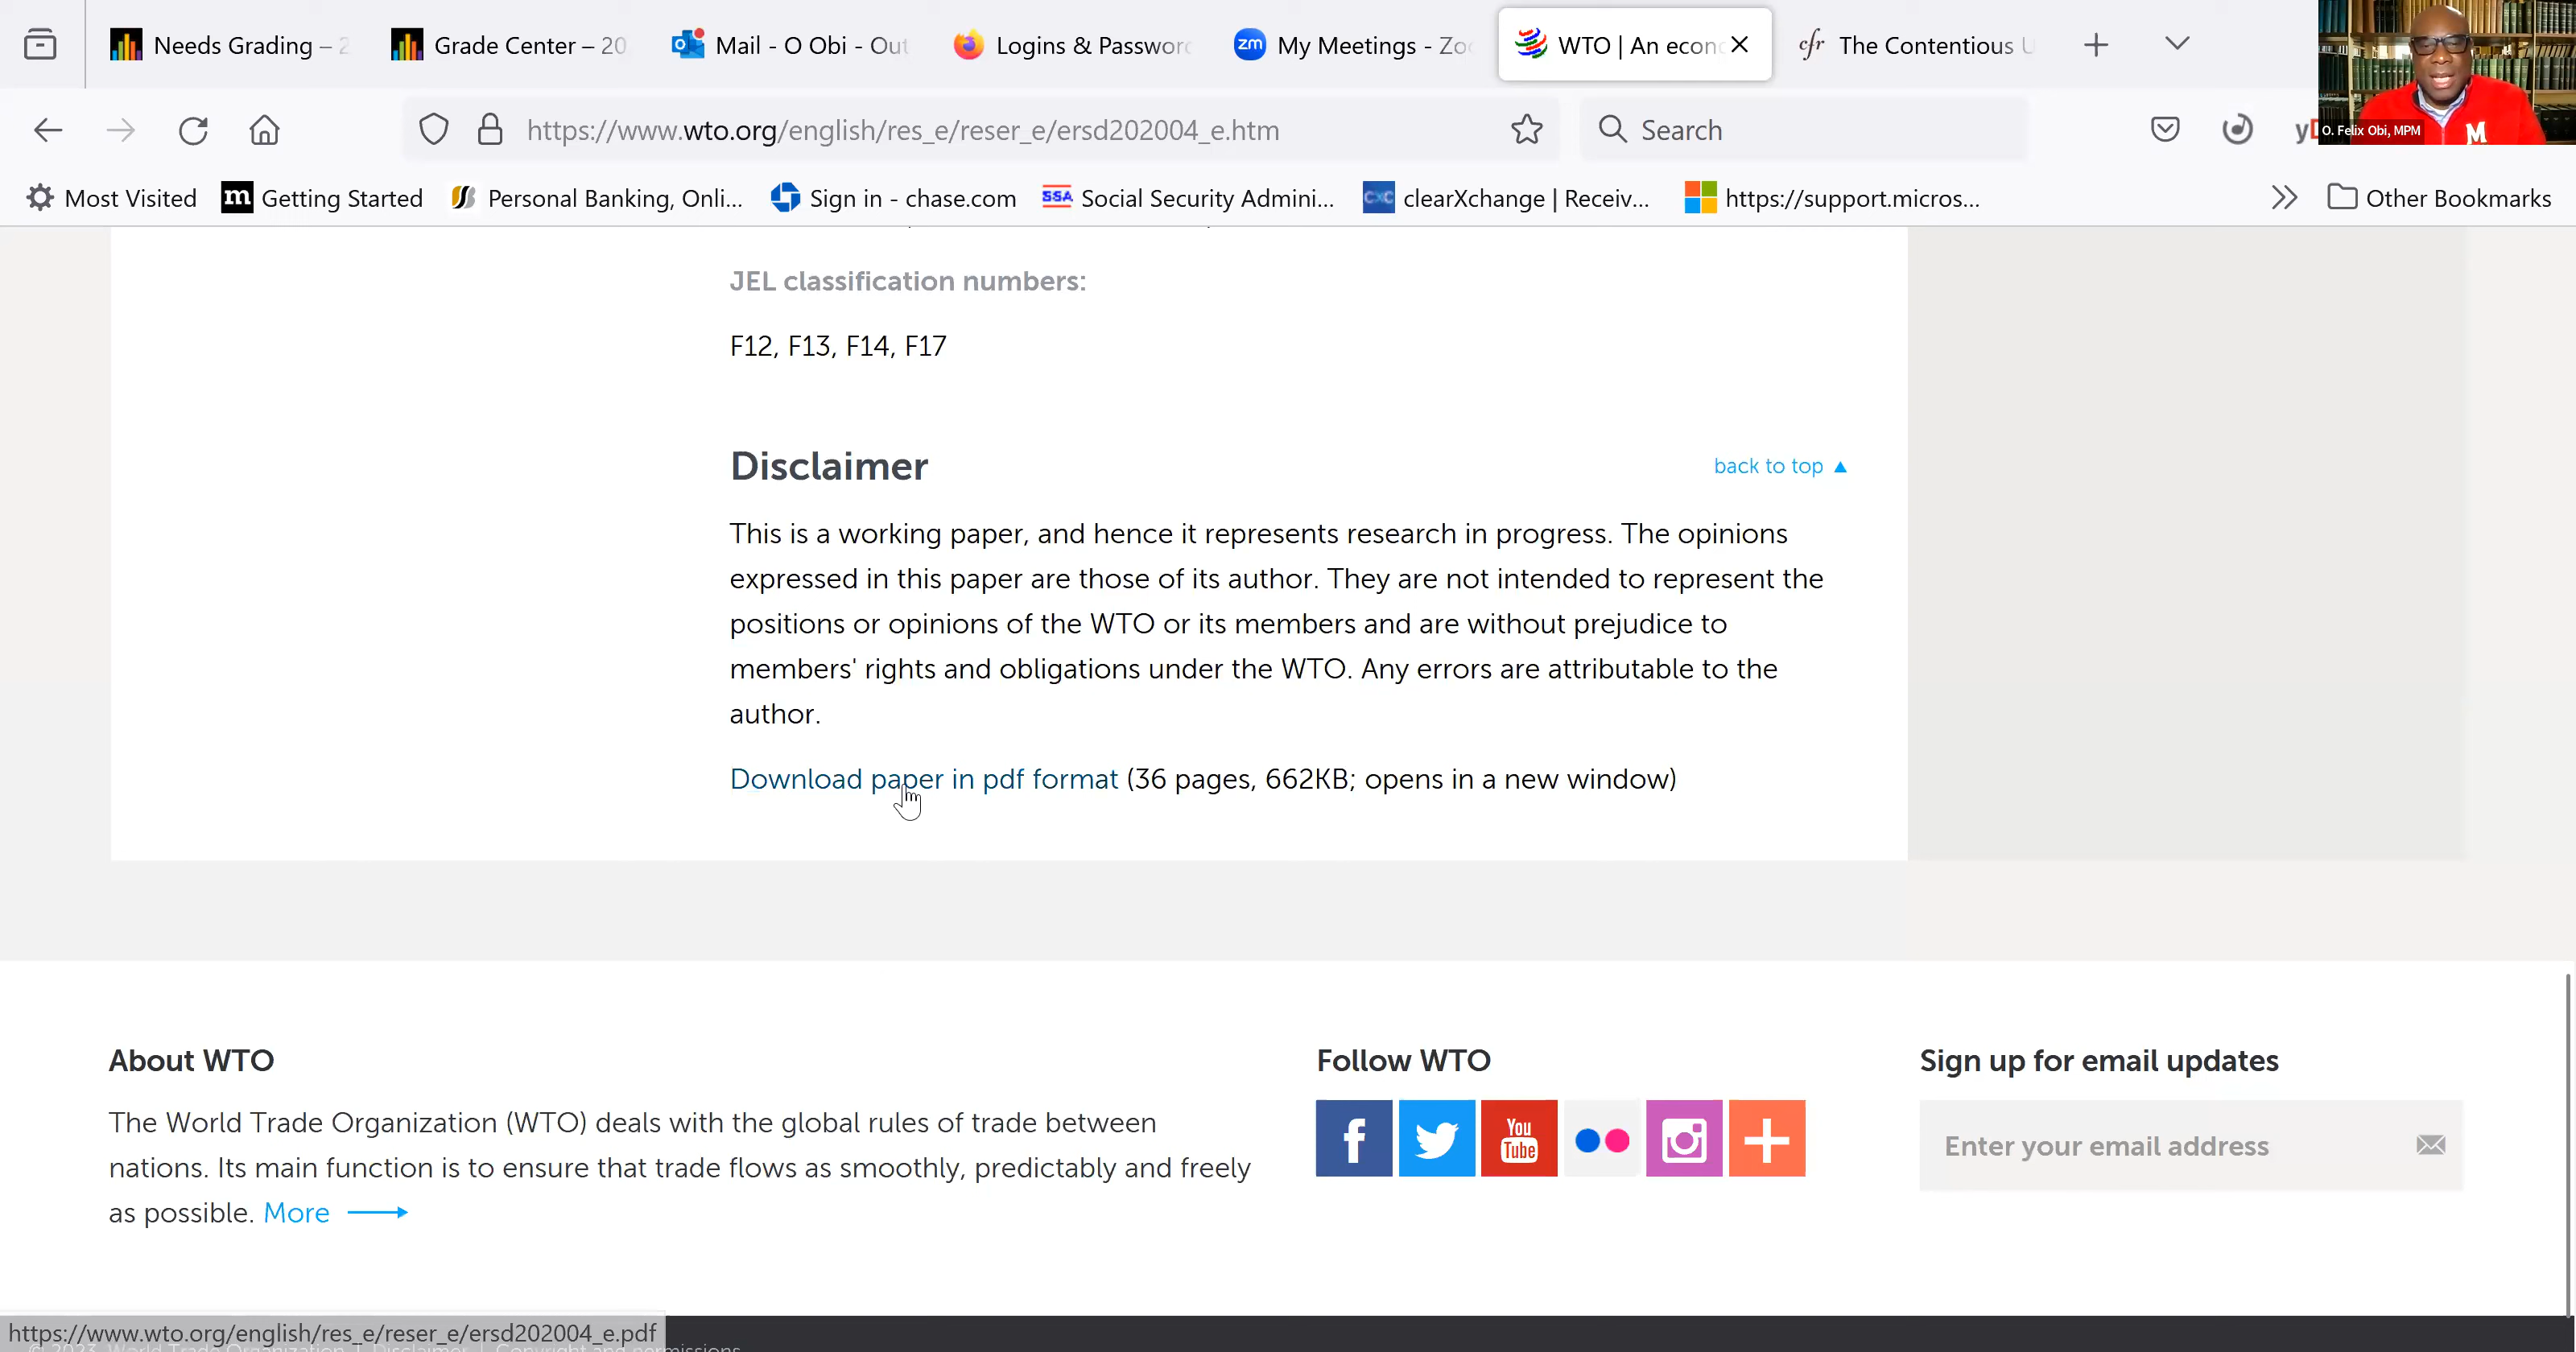 Needs Grading – 2
Grade Center – 20
Mail - O Obi - Out
Logins & Passwor
zm
My Meetings - Zo
WTO | An econ
cfr
The Contentious U
https://www.wto.org/english/res_e/reser_e/ersd202004_e.htm
Search
O. Felix Obi, MPM
M
Most Visited
m
Getting Started
Personal Banking, Onli...
Sign in - chase.com
SSA
Social Security Admini...
CXC
clearXchange | Receiv...
https://support.micros...
Other Bookmarks
JEL classification numbers:
F12, F13, F14, F17
Disclaimer
back to top
This is a working paper, and hence it represents research in progress. The opinions
expressed in this paper are those of its author. They are not intended to represent the
positions or opinions of the WTO or its members and are without prejudice to
members' rights and obligations under the WTO. Any errors are attributable to the
author.
Download paper in pdf format (36 pages, 662KB; opens in a new window)
About WTO
The World Trade Organization (WTO) deals with the global rules of trade between
nations. Its main function is to ensure that trade flows as smoothly, predictably and freely
as possible. More
Follow WTO
f
You
Tube
Sign up for email updates
Enter your email address
https://www.wto.org/english/res_e/reser_e/ersd202004_e.pdf